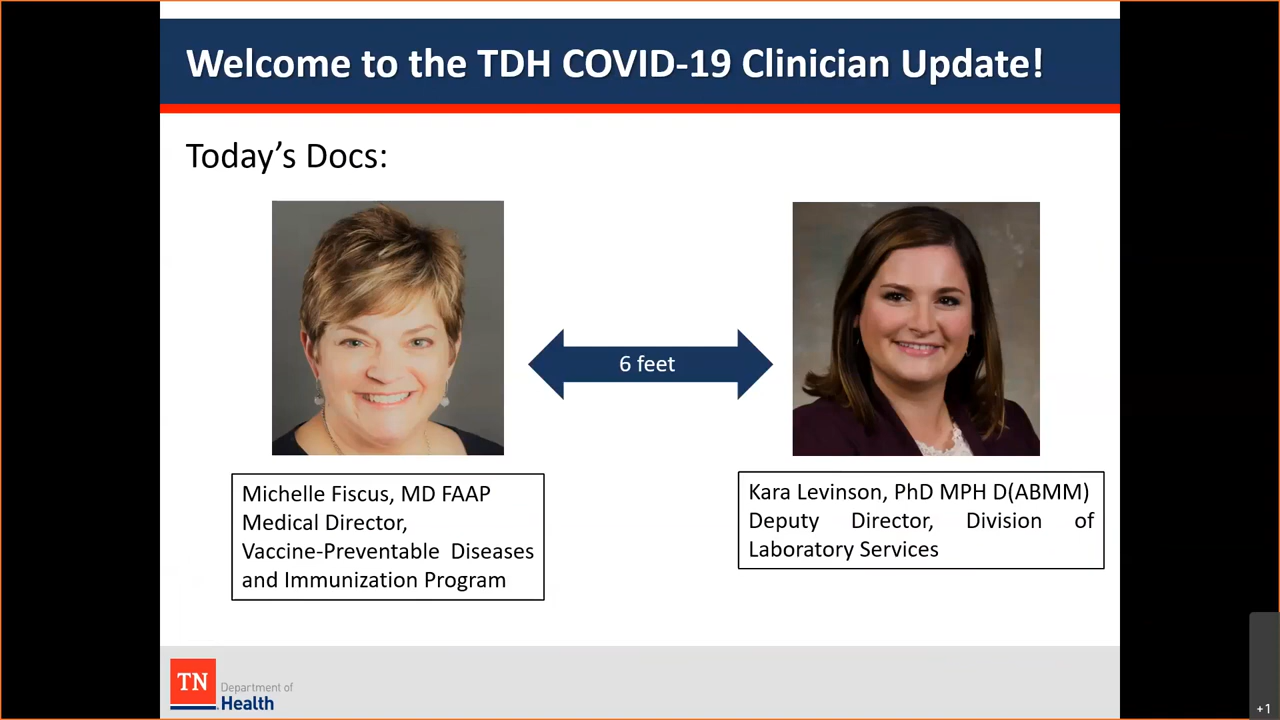 Welcome to the TDH COVID-19 Clinician Update!
Today's Docs:
6 feet
Michelle Fiscus, MD FAAP
Medical Director,
Vaccine-Preventable Diseases
and Immunization Program
Kara Levinson, PhD MPH D(ABMM)
Deputy Director, Division of
Laboratory Services
TN
Department of
Health
+1